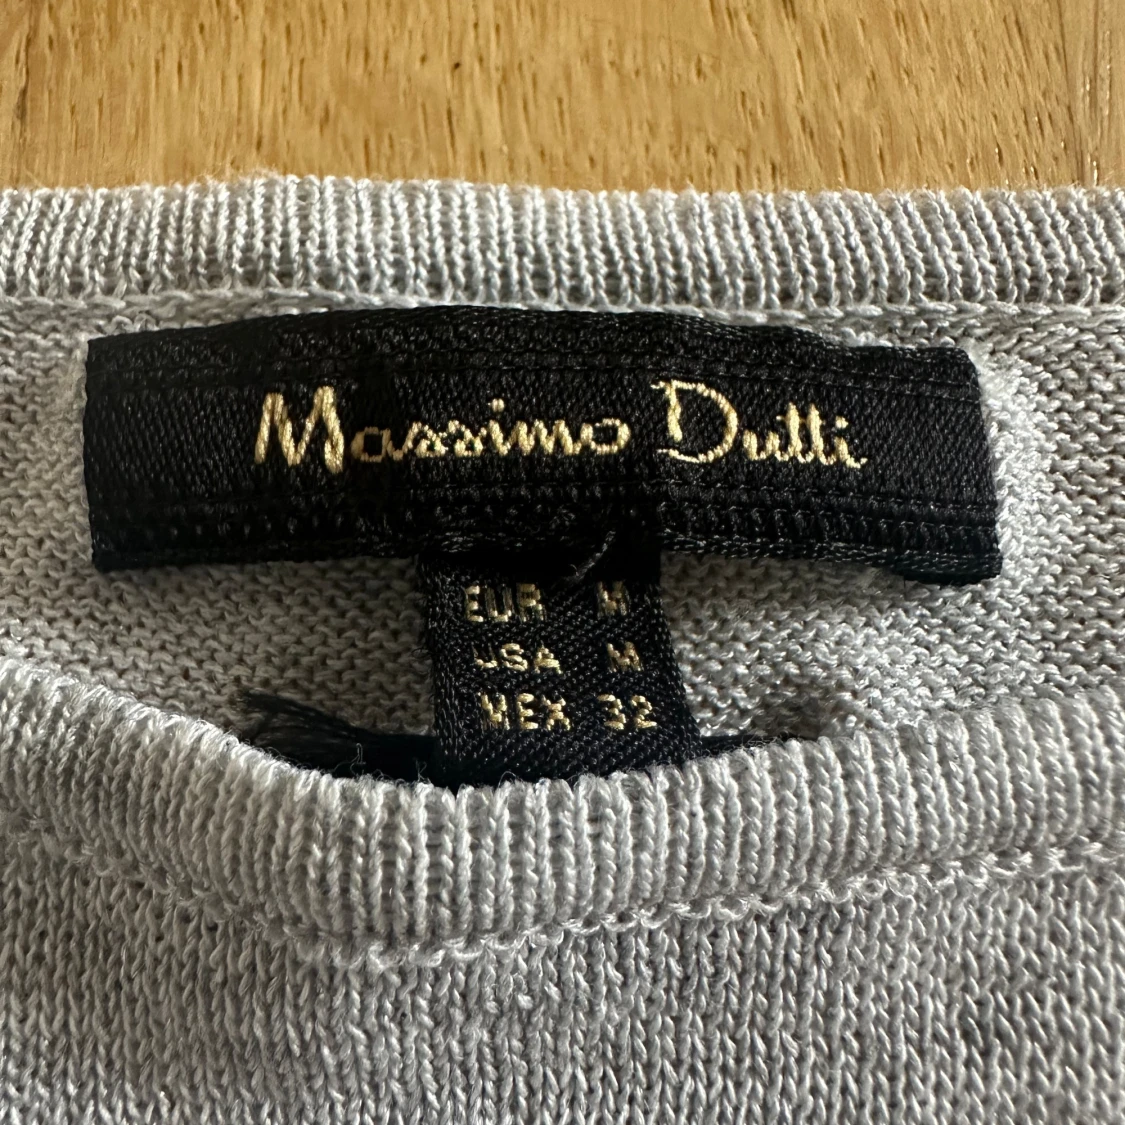 Massimo Dutti
EUR M
USA M
MEX 32